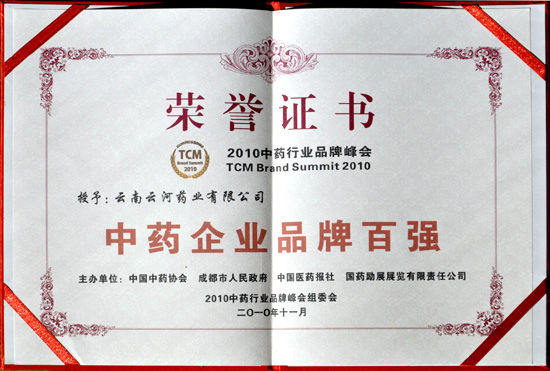 荣誉证书
TCM
Brand Summit
2010
2010中药行业品牌峰会
TCM Brand Summit 2010
授予：云南云河药业有限公司
中药企业品牌百强
主办单位：中国中药协会 成都市人民政府 中国医药报社 国药励展展览有限责任公司
2010中药行业品牌峰会组委会
二〇一〇年十一月